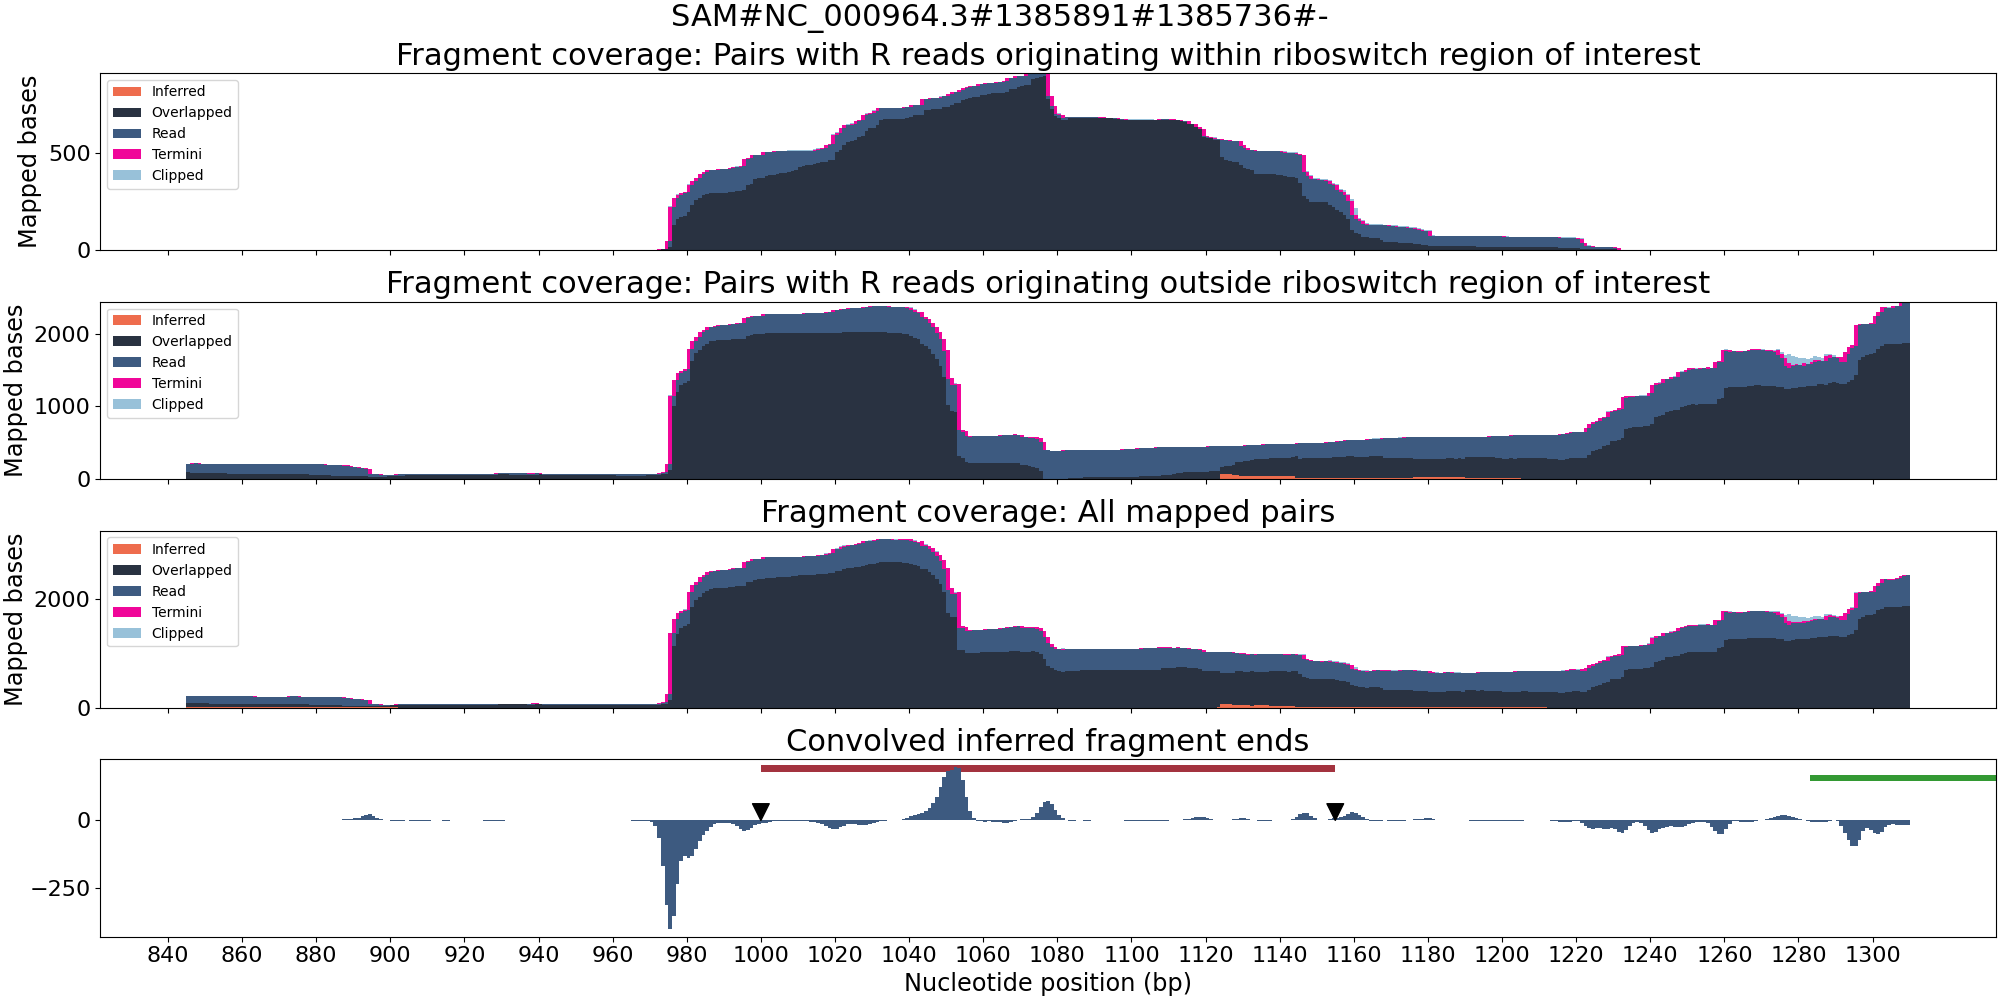 SAM#NC_000964.3#1385891#1385736#-
Fragment coverage: Pairs with R reads originating within riboswitch region of interest
Mapped bases
500
0
Inferred
Overlapped
Read
Termini
Clipped
Fragment coverage: Pairs with R reads originating outside riboswitch region of interest
Mapped bases
2000
1000
0
Inferred
Overlapped
Read
Termini
Clipped
Fragment coverage: All mapped pairs
Mapped bases
2000
0
Inferred
Overlapped
Read
Termini
Clipped
Convolved inferred fragment ends
0
−250
840 860 880 900 920 940 960 980 1000 1020 1040 1060 1080 1100 1120 1140 1160 1180 1200 1220 1240 1260 1280 1300
Nucleotide position (bp)